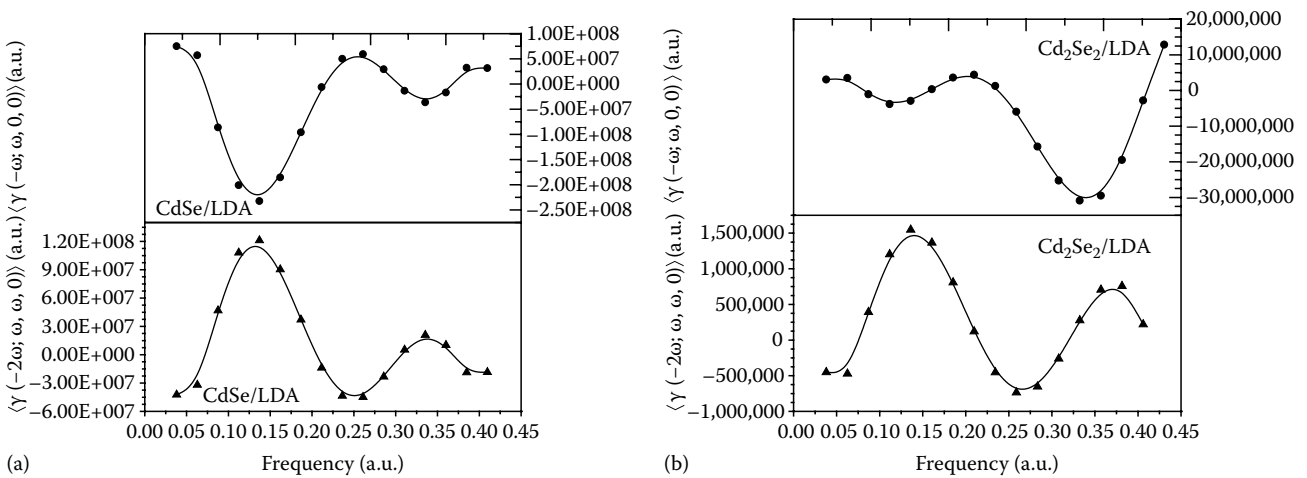 ⟨γ (−ω; ω, 0, 0)⟩ (a.u.)
1.00E+008
5.00E+007
0.00E+000
−5.00E+007
−1.00E+008
−1.50E+008
−2.00E+008
−2.50E+008
CdSe/LDA
⟨γ (−2ω; ω, ω, 0)⟩ (a.u.)
1.20E+008
9.00E+007
6.00E+007
3.00E+007
0.00E+000
−3.00E+007
−6.00E+007
CdSe/LDA
0.00 0.05 0.10 0.15 0.20 0.25 0.30 0.35 0.40 0.45
(a)
Frequency (a.u.)
⟨γ (−ω; ω, 0, 0)⟩ (a.u.)
Cd₂Se₂/LDA
20,000,000
10,000,000
0
−10,000,000
−20,000,000
−30,000,000
⟨γ (−2ω; ω, ω, 0)⟩ (a.u.)
Cd₂Se₂/LDA
1,500,000
1,000,000
500,000
0
−500,000
−1,000,000
0.00 0.05 0.10 0.15 0.20 0.25 0.30 0.35 0.40 0.45
(b)
Frequency (a.u.)